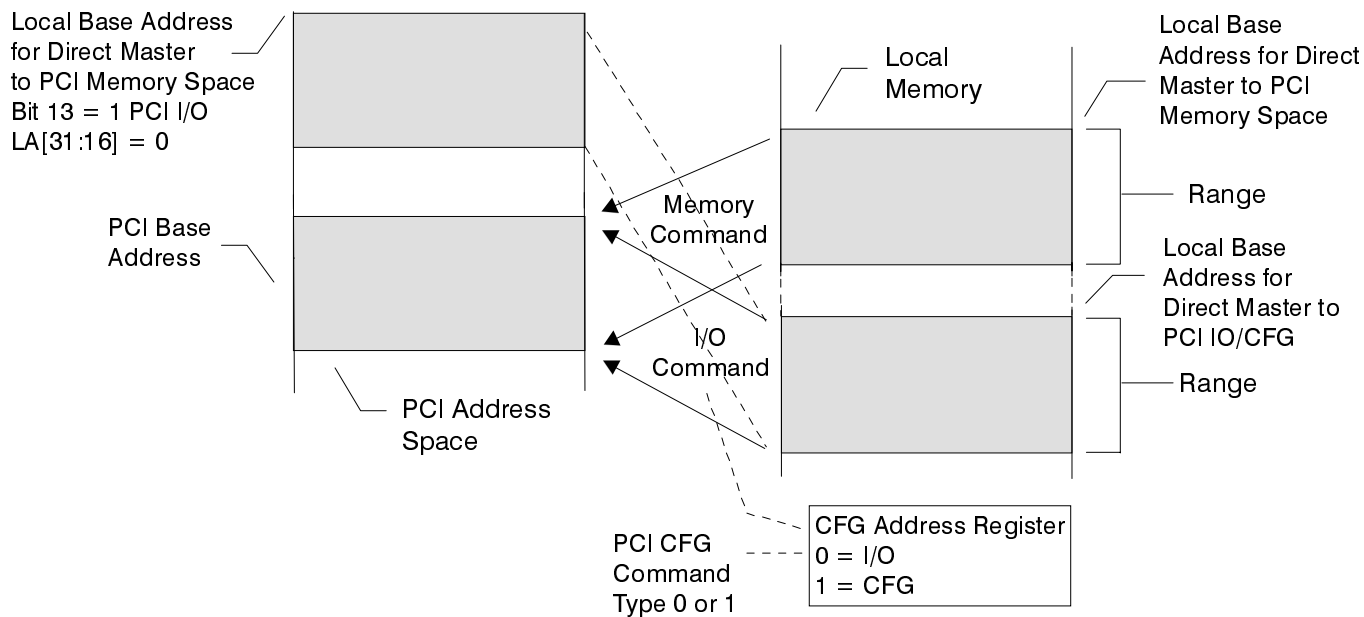 Local Base Address
for Direct Master
to PCI Memory Space
Bit 13 = 1 PCI I/O
LA[31:16] = 0
PCI Base
Address
PCI Address
Space
Memory
Command
I/O
Command
Local
Memory
Local Base
Address for Direct
Master to PCI
Memory Space
Range
Local Base
Address for
Direct Master to
PCI IO/CFG
Range
PCI CFG
Command
Type 0 or 1
CFG Address Register
0 = I/O
1 = CFG